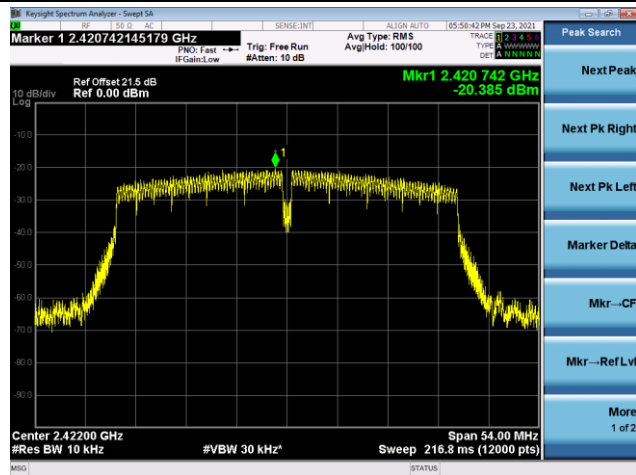 Keysight Spectrum Analyzer - Swept SA
RF 50 Ω AC SENSE:INT ALIGN AUTO 05:50:42 PM Sep 23, 2021
Marker 1 2.420742145179 GHz
PNO: Fast
IFGain:Low
Trig: Free Run
#Atten: 10 dB
Avg Type: RMS
Avg|Hold: 100/100
TRACE 1 2 3 4 5 6
TYPE A WWWWW
DET A NNNNN
Ref Offset 21.5 dB
Ref 0.00 dBm
10 dB/div
Log
Mkr1 2.420 742 GHz
-20.385 dBm
1
-10.0
-20.0
-30.0
-40.0
-50.0
-60.0
-70.0
-80.0
-90.0
Center 2.42200 GHz
#Res BW 10 kHz
#VBW 30 kHz*
Span 54.00 MHz
Sweep 216.8 ms (12000 pts)
MSG
STATUS
Peak Search
Next Peak
Next Pk Right
Next Pk Left
Marker Delta
Mkr→CF
Mkr→Ref Lvl
More
1 of 2